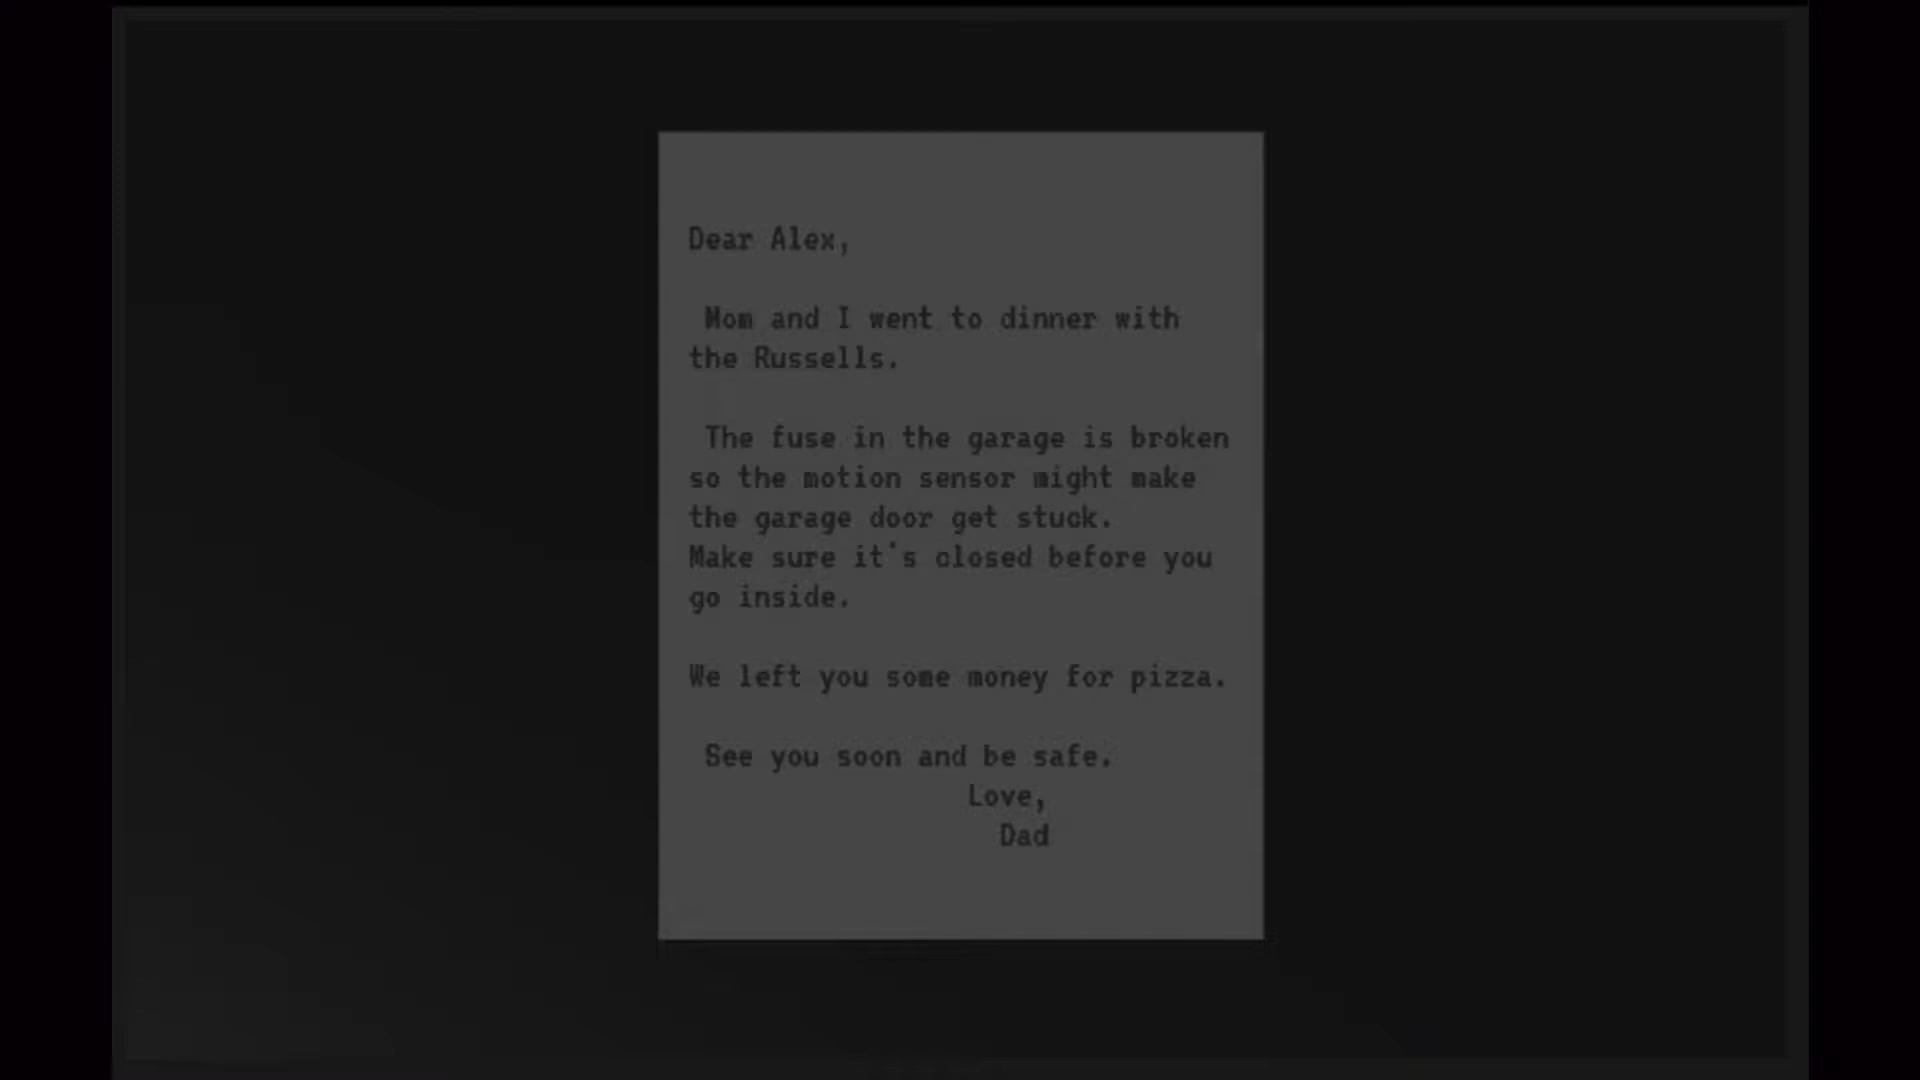 Dear Alex,
Mom and I went to dinner with
the Russells.
The fuse in the garage is broken
so the motion sensor might make
the garage door get stuck.
Make sure it's closed before you
go inside.
We left you some money for pizza.
See you soon and be safe.
Love,
Dad